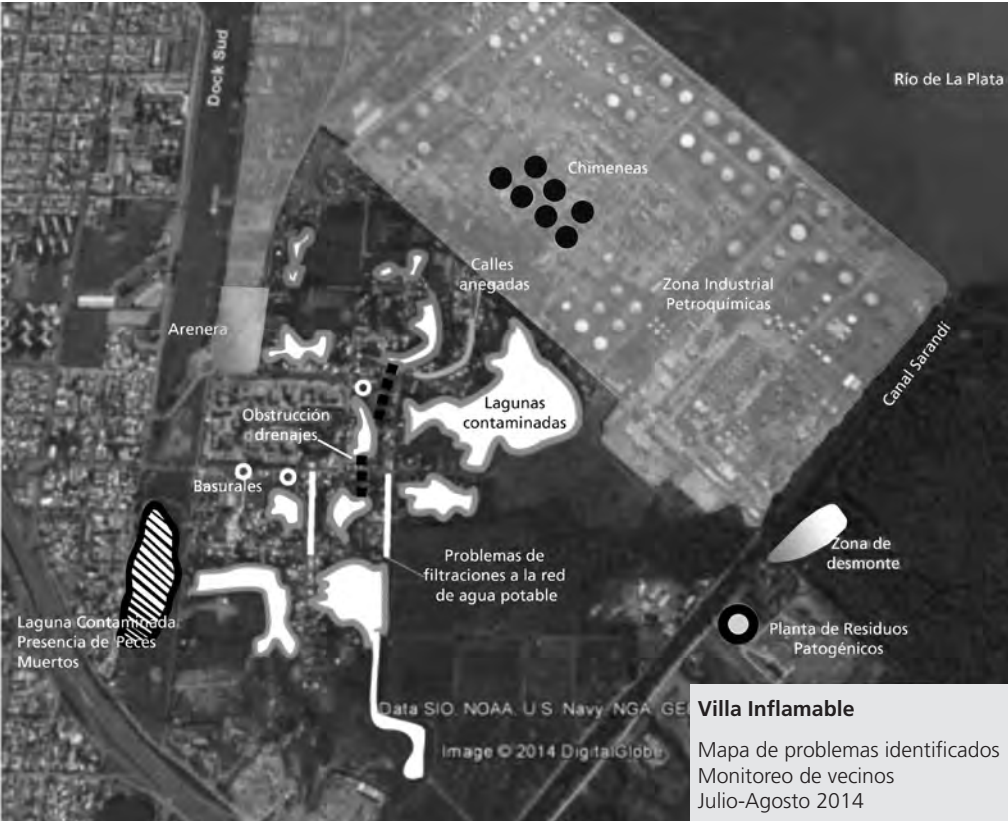 Dock Sud
Río de La Plata
Chimeneas
Calles
anegadas
Zona Industrial
Petroquímicas
Arenera
Canal Sarandí
Lagunas
contaminadas
Obstrucción
drenajes
Basurales
Problemas de
filtraciones a la red
de agua potable
Zona de
desmonte
Laguna Contaminada
Presencia de Peces
Muertos
Planta de Residuos
Patogénicos
Data SIO, NOAA, U.S. Navy, NGA,
Image © 2014 DigitalGlobe
Villa Inflamable
Mapa de problemas identificados
Monitoreo de vecinos
Julio-Agosto 2014